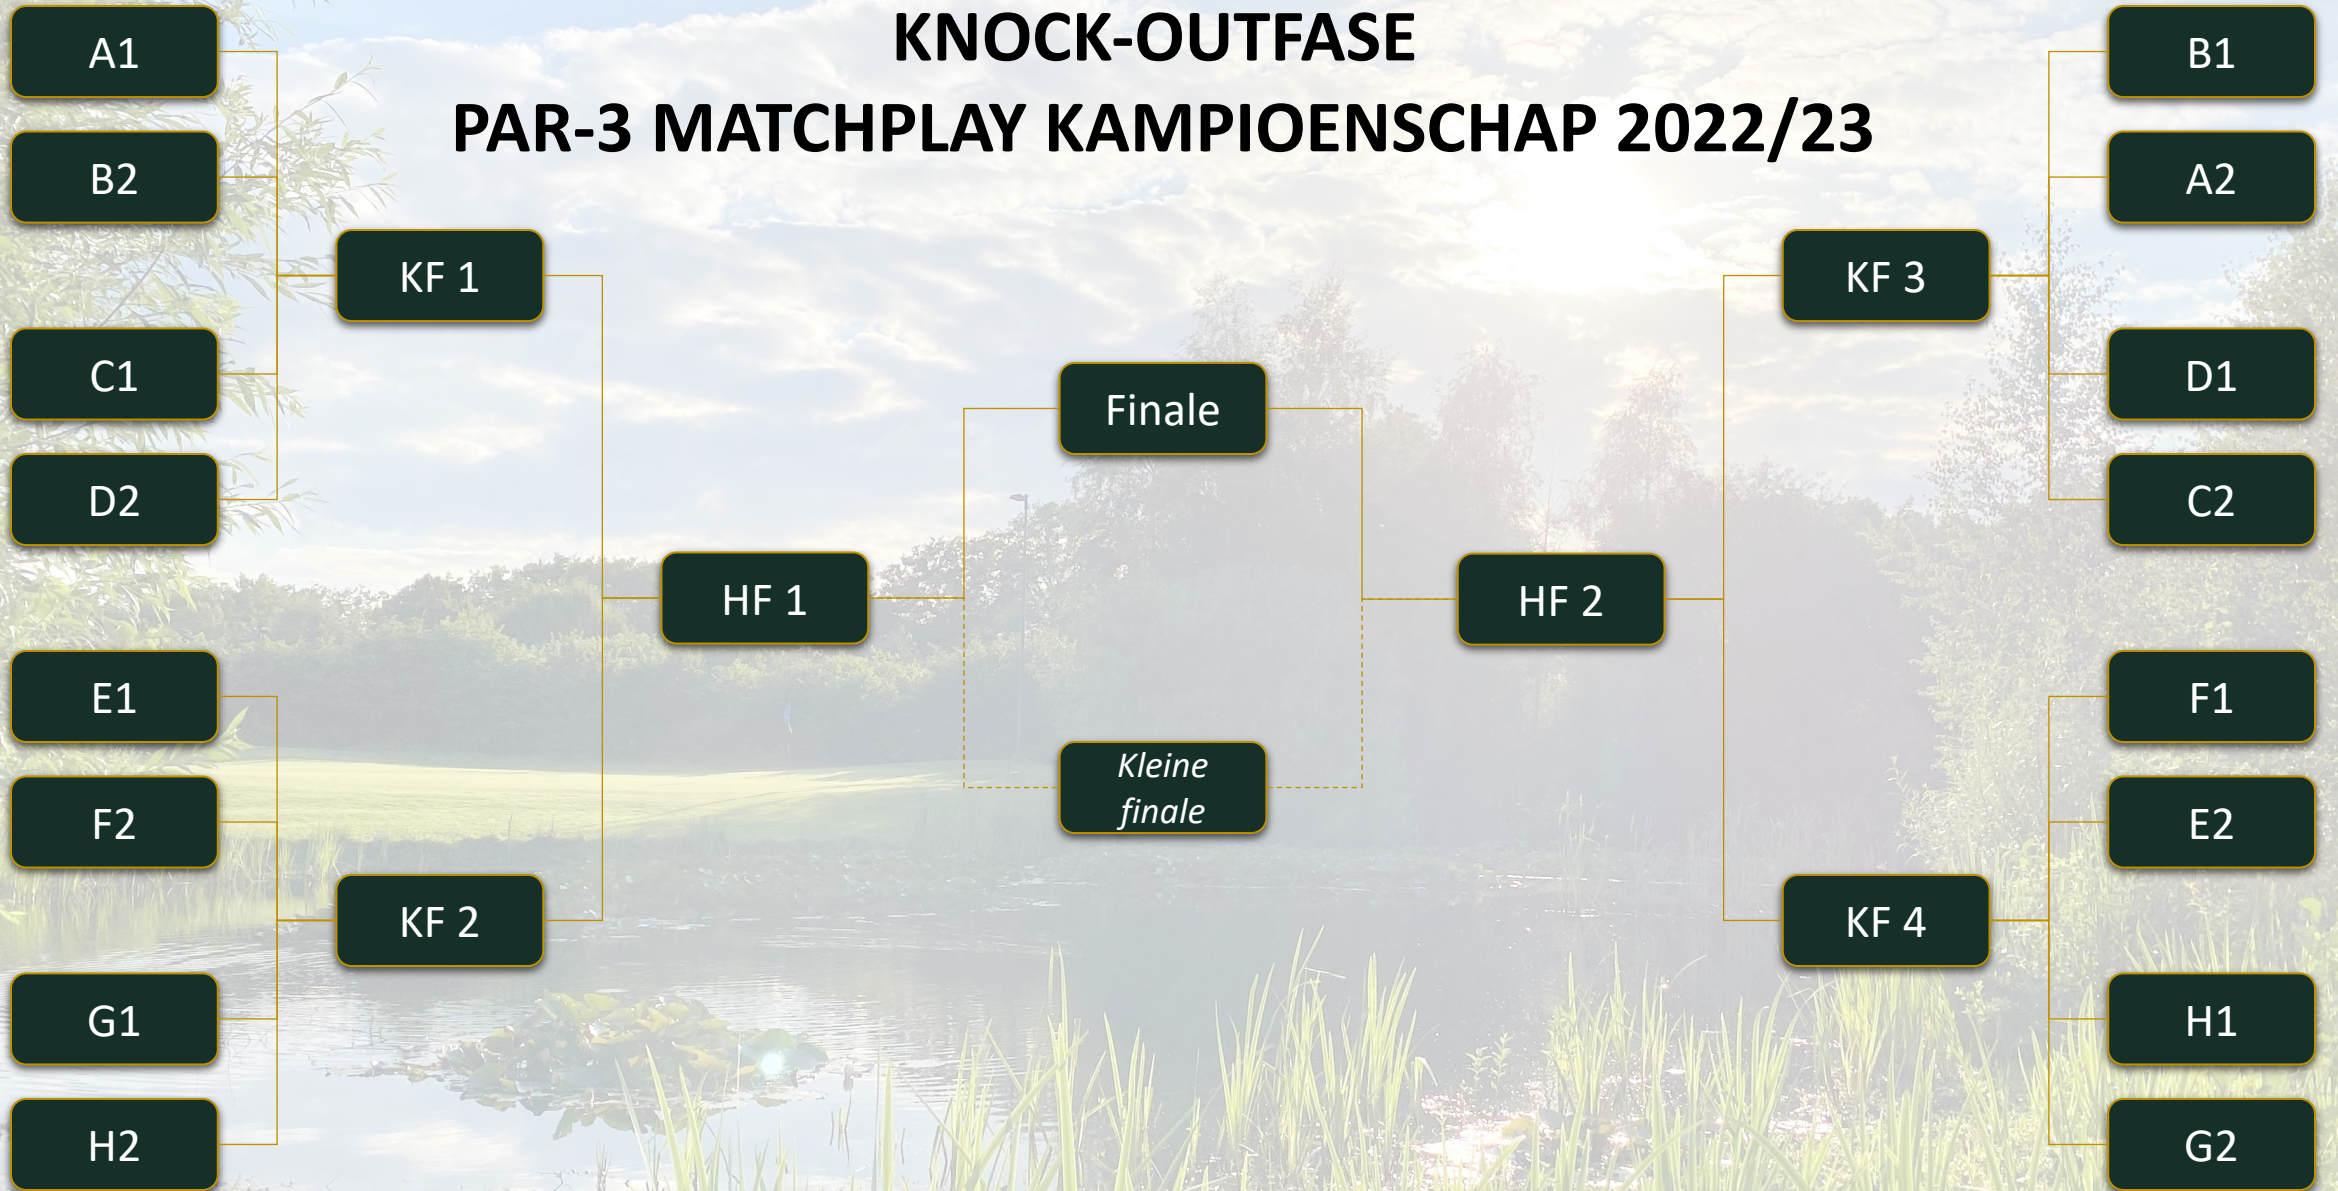 KNOCK-OUTFASE
PAR-3 MATCHPLAY KAMPIOENSCHAP 2022/23
A1
B2
KF 1
C1
D2
HF 1
E1
F2
KF 2
G1
H2
Finale
Kleine
finale
HF 2
B1
A2
KF 3
D1
C2
F1
E2
KF 4
H1
G2